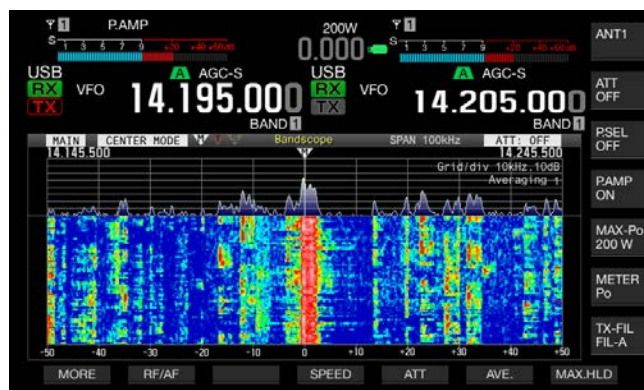 1 P.AMP 200W 1 ANT1
S 1 3 5 7 9 +20 +40 +60dB 0.000 S 1 3 5 7 9 +20 +40 +60dB
USB A AGC-S USB A AGC-S ATT OFF
RX VFO 14.195.000 RX VFO 14.205.000
TX TX
BAND 1 BAND 1 P.SEL OFF
MAIN CENTER MODE M Bandscope SPAN 100kHz ATT: OFF
14.145.500 14.245.500
Grid/div 10kHz.10dB P.AMP ON
Averaging 1
MAX-Po 200 W
METER Po
TX-FIL FIL-A
-50 -40 -30 -20 -10 0 +10 +20 +30 +40 +50
MORE RF/AF SPEED ATT AVE. MAX.HLD